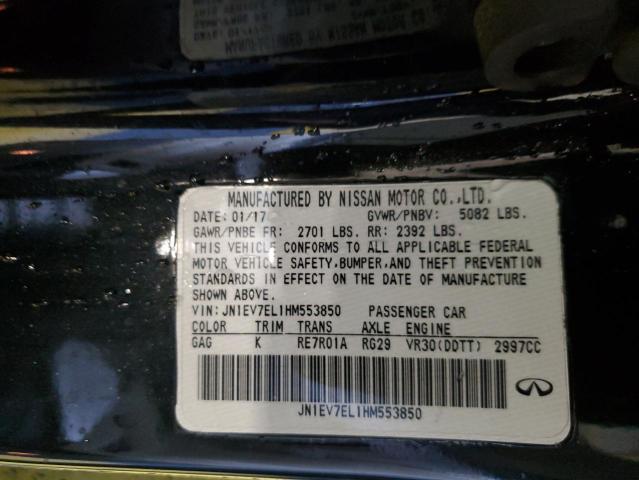 MANUFACTURED BY NISSAN MOTOR CO.,LTD.
DATE: 01/17 GVWR/PNBV: 5082 LBS.
GAWR/PNBE FR: 2701 LBS. RR: 2392 LBS.
THIS VEHICLE CONFORMS TO ALL APPLICABLE FEDERAL
MOTOR VEHICLE SAFETY,BUMPER,AND THEFT PREVENTION
STANDARDS IN EFFECT ON THE DATE OF MANUFACTURE
SHOWN ABOVE.
VIN:JN1EV7EL1HM553850 PASSENGER CAR
COLOR TRIM TRANS AXLE ENGINE
GAG K RE7R01A RG29 VR30(DDTT) 2997CC
JN1EV7EL1HM553850